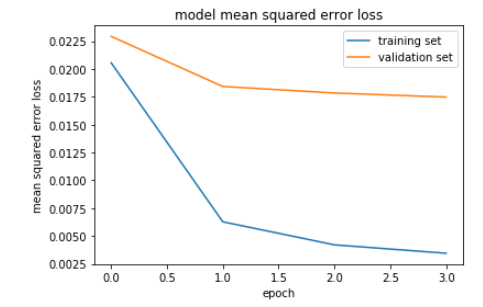 model mean squared error loss
training set
validation set
0.0225
0.0200
0.0175
0.0150
0.0125
0.0100
0.0075
0.0050
0.0025
mean squared error loss
0.0 0.5 1.0 1.5 2.0 2.5 3.0
epoch